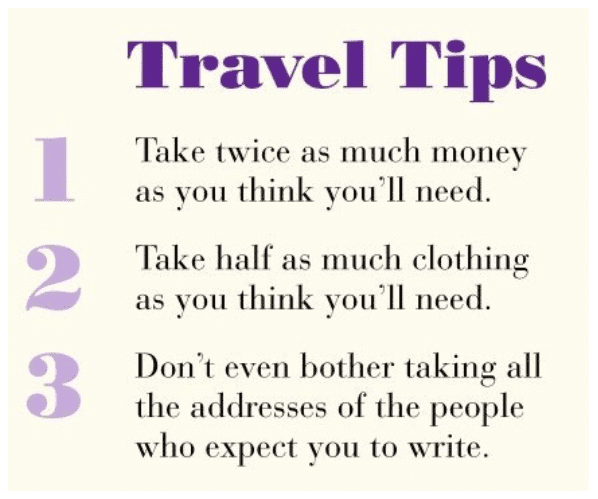 Travel Tips
1
Take twice as much money
as you think you’ll need.
2
Take half as much clothing
as you think you’ll need.
3
Don’t even bother taking all
the addresses of the people
who expect you to write.